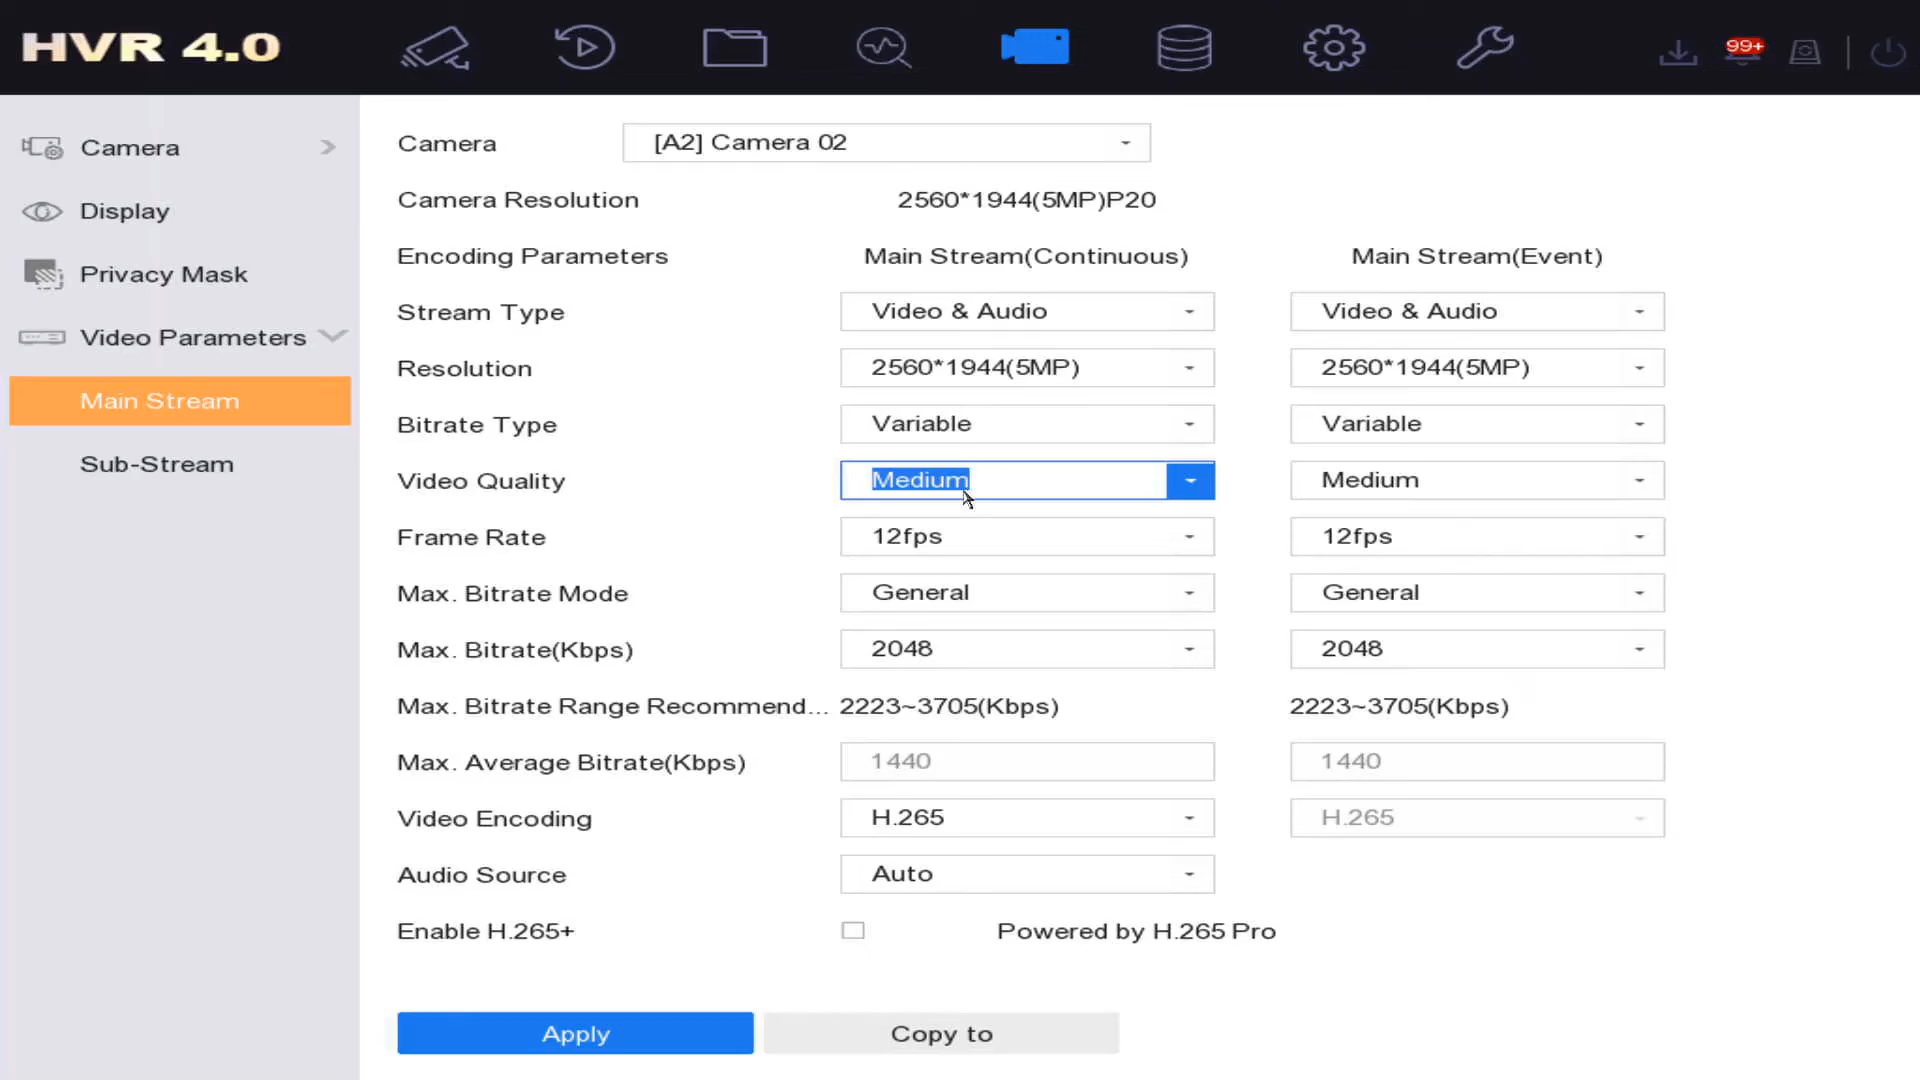 HVR 4.0
99+
Camera
Display
Privacy Mask
Video Parameters
Main Stream
Sub-Stream
Camera [A2] Camera 02
Camera Resolution 2560*1944(5MP)P20
Encoding Parameters Main Stream(Continuous) Main Stream(Event)
Stream Type Video & Audio Video & Audio
Resolution 2560*1944(5MP) 2560*1944(5MP)
Bitrate Type Variable Variable
Video Quality Medium Medium
Frame Rate 12fps 12fps
Max. Bitrate Mode General General
Max. Bitrate(Kbps) 2048 2048
Max. Bitrate Range Recommend... 2223~3705(Kbps) 2223~3705(Kbps)
Max. Average Bitrate(Kbps) 1440 1440
Video Encoding H.265 H.265
Audio Source Auto
Enable H.265+ Powered by H.265 Pro
Apply Copy to